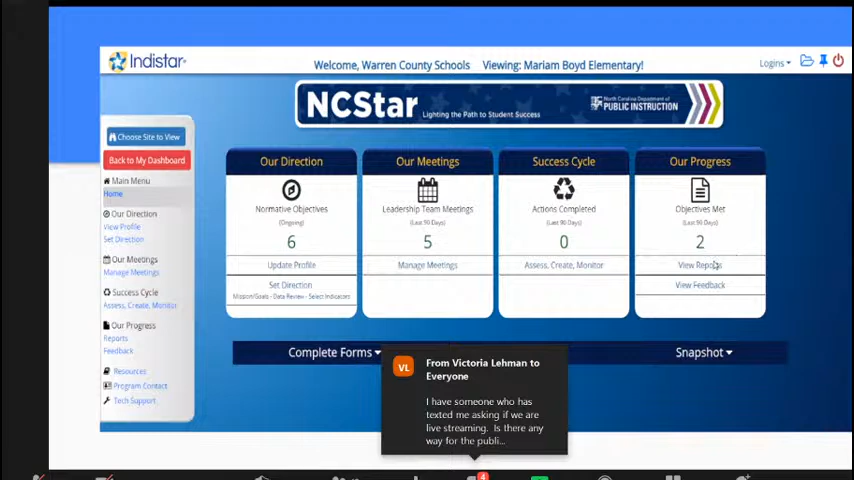 Indistar®
Welcome, Warren County Schools Viewing: Mariam Boyd Elementary!
Logins
NCStar
Lighting the Path to Student Success
North Carolina Department of
PUBLIC INSTRUCTION
Choose Site to View
Back to My Dashboard
Main Menu
Home
Our Direction
View Profile
Set Direction
Our Meetings
Manage Meetings
Success Cycle
Assess, Create, Monitor
Our Progress
Reports
Feedback
Resources
Program Contact
Tech Support
Our Direction
Normative Objectives
(Ongoing)
6
Update Profile
Set Direction
Mission/Goals - Data Review - Select Indicators
Our Meetings
Leadership Team Meetings
(Last 90 Days)
5
Manage Meetings
Success Cycle
Actions Completed
(Last 90 Days)
0
Assess, Create, Monitor
Our Progress
Objectives Met
(Last 90 Days)
2
View Reports
View Feedback
Complete Forms
Snapshot
VL
From Victoria Lehman to
Everyone
I have someone who has
texted me asking if we are
live streaming. Is there any
way for the publi...
4